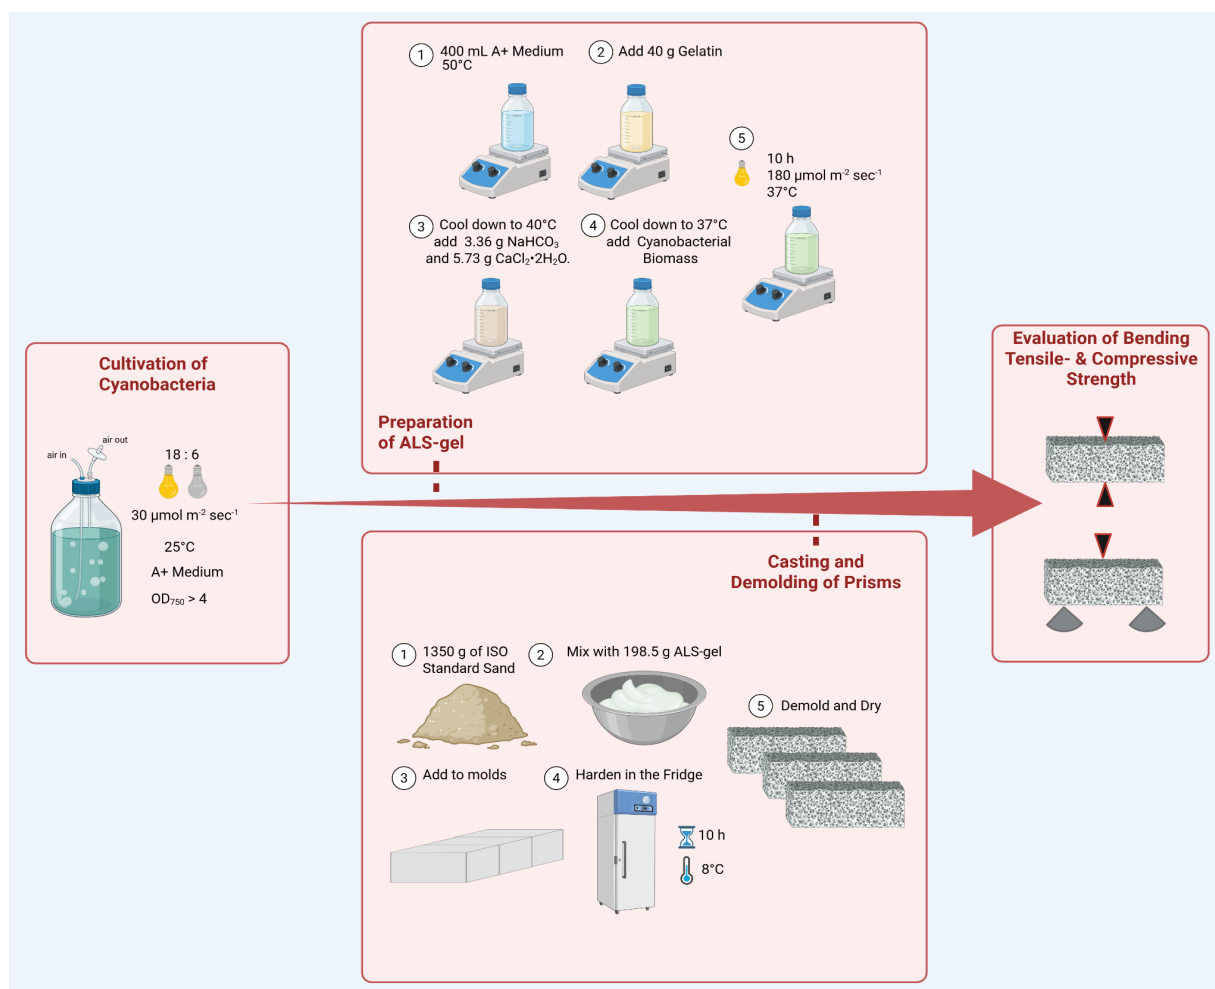 Cultivation of
Cyanobacteria
air in
air out
18 : 6
30 µmol m⁻² sec⁻¹
25°C
A+ Medium
OD₇₅₀ > 4
1
400 mL A+ Medium
50°C
2
Add 40 g Gelatin
3
Cool down to 40°C
add 3.36 g NaHCO₃
and 5.73 g CaCl₂•2H₂O.
4
Cool down to 37°C
add Cyanobacterial
Biomass
5
10 h
180 µmol m⁻² sec⁻¹
37°C
Preparation
of ALS-gel
Casting and
Demolding of Prisms
1
1350 g of ISO
Standard Sand
2
Mix with 198.5 g ALS-gel
3
Add to molds
4
Harden in the Fridge
10 h
8°C
5
Demold and Dry
Evaluation of Bending
Tensile- & Compressive
Strength